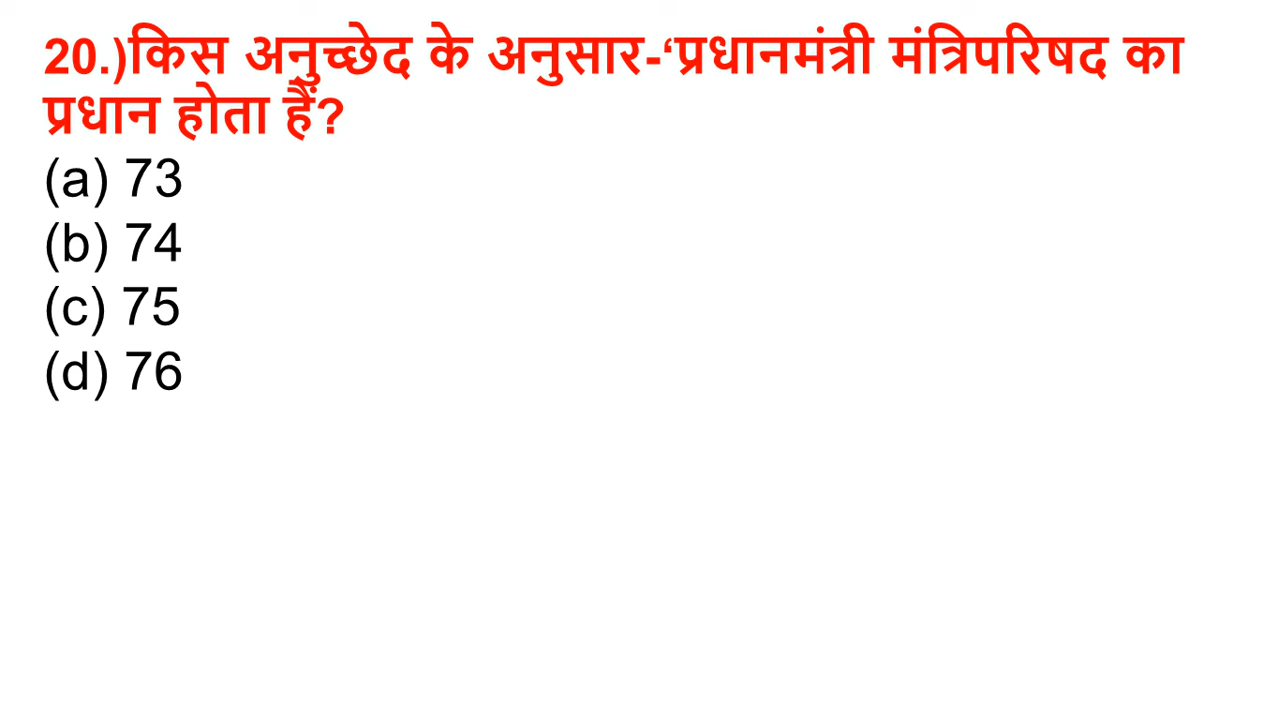 20.)किस अनुच्छेद के अनुसार-‘प्रधानमंत्री मंत्रिपरिषद का
प्रधान होता हैं?
(a) 73
(b) 74
(c) 75
(d) 76